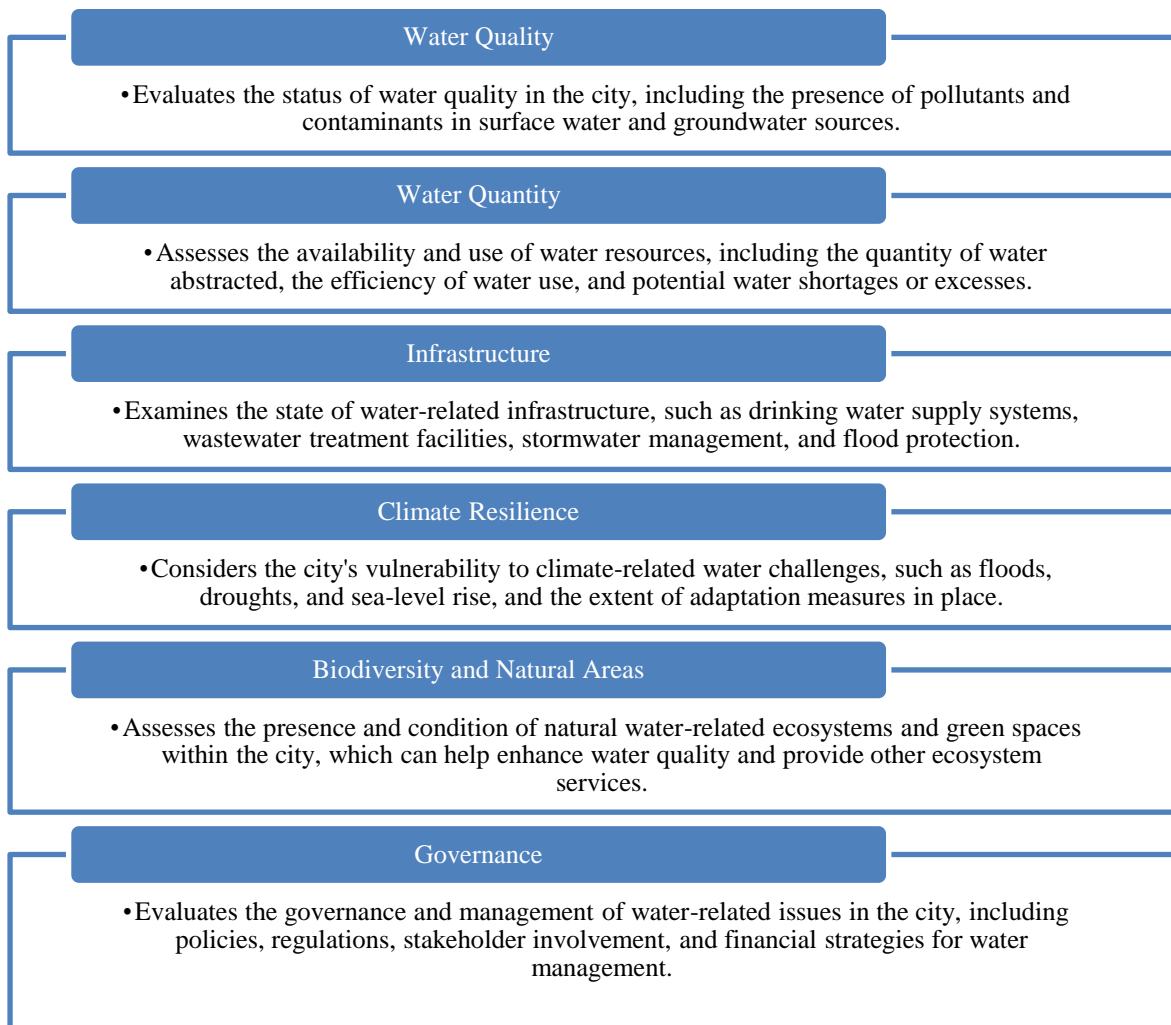 Water Quality
•Evaluates the status of water quality in the city, including the presence of pollutants and
contaminants in surface water and groundwater sources.
Water Quantity
•Assesses the availability and use of water resources, including the quantity of water
abstracted, the efficiency of water use, and potential water shortages or excesses.
Infrastructure
•Examines the state of water-related infrastructure, such as drinking water supply systems,
wastewater treatment facilities, stormwater management, and flood protection.
Climate Resilience
•Considers the city's vulnerability to climate-related water challenges, such as floods,
droughts, and sea-level rise, and the extent of adaptation measures in place.
Biodiversity and Natural Areas
•Assesses the presence and condition of natural water-related ecosystems and green spaces
within the city, which can help enhance water quality and provide other ecosystem
services.
Governance
•Evaluates the governance and management of water-related issues in the city, including
policies, regulations, stakeholder involvement, and financial strategies for water
management.